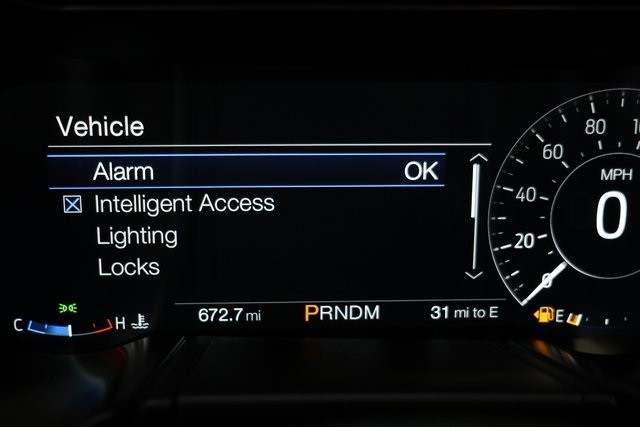 Vehicle
Alarm OK
Intelligent Access
Lighting
Locks
C H
672.7 mi PRNDM 31 mi to E
80
60
40
20
0
MPH
0
E